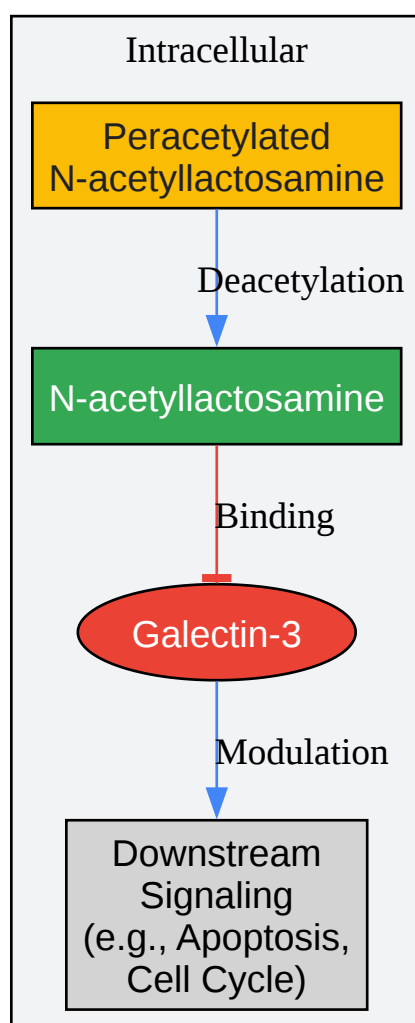 Intracellular
Peracetylated
N-acetyllactosamine
Deacetylation
N-acetyllactosamine
Binding
Galectin-3
Modulation
Downstream
Signaling
(e.g., Apoptosis,
Cell Cycle)